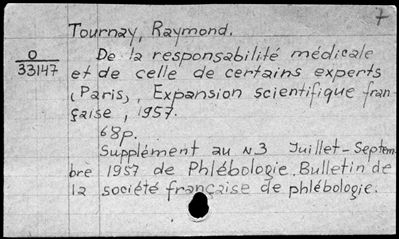 7
Tournay, Raymond.
O
33147
De la responsabilité médicale
et de celle de certains experts
(Paris), Expansion scientifique fran-
çaise, 1957.
68p.
Supplément au N3 Juillet-Septem-
bre 1957 de Phlébologie. Bulletin de
la société française de phlébologie.